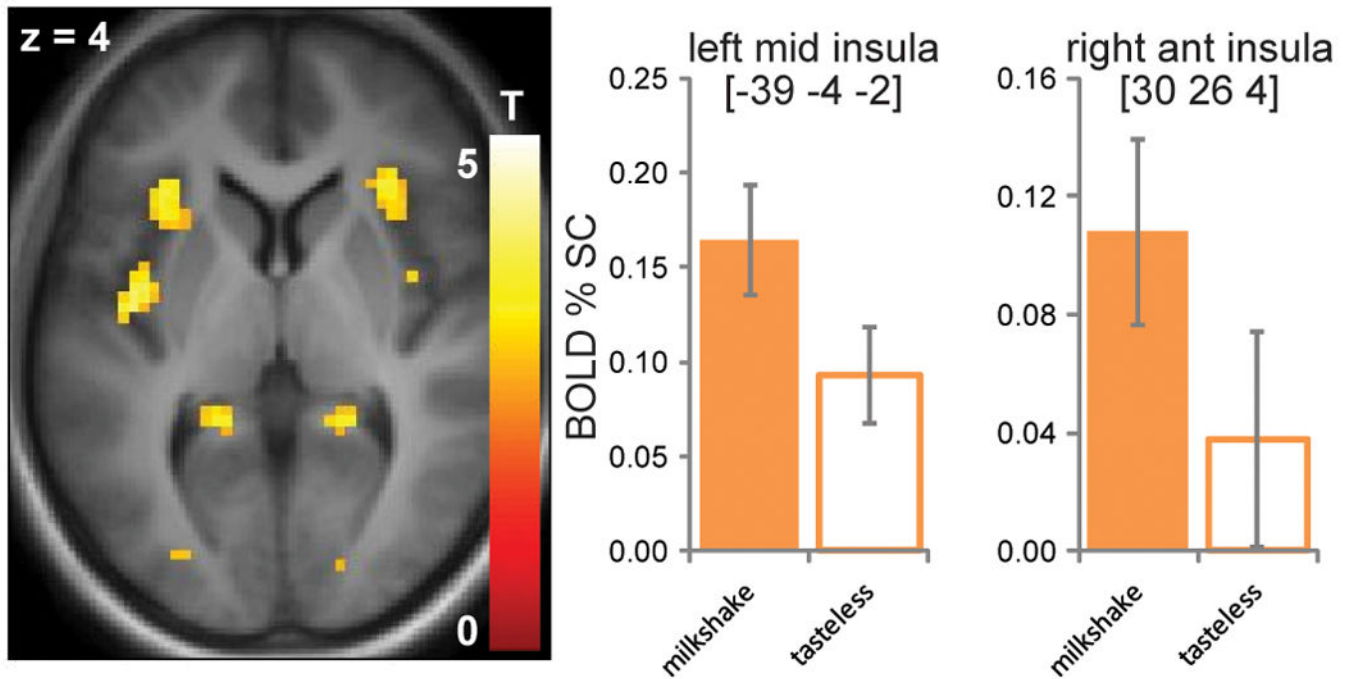 z = 4
T
5
0
left mid insula
[-39 -4 -2]
BOLD % SC
0.25
0.20
0.15
0.10
0.05
0.00
milkshake
tasteless
right ant insula
[30 26 4]
0.16
0.12
0.08
0.04
0.00
milkshake
tasteless